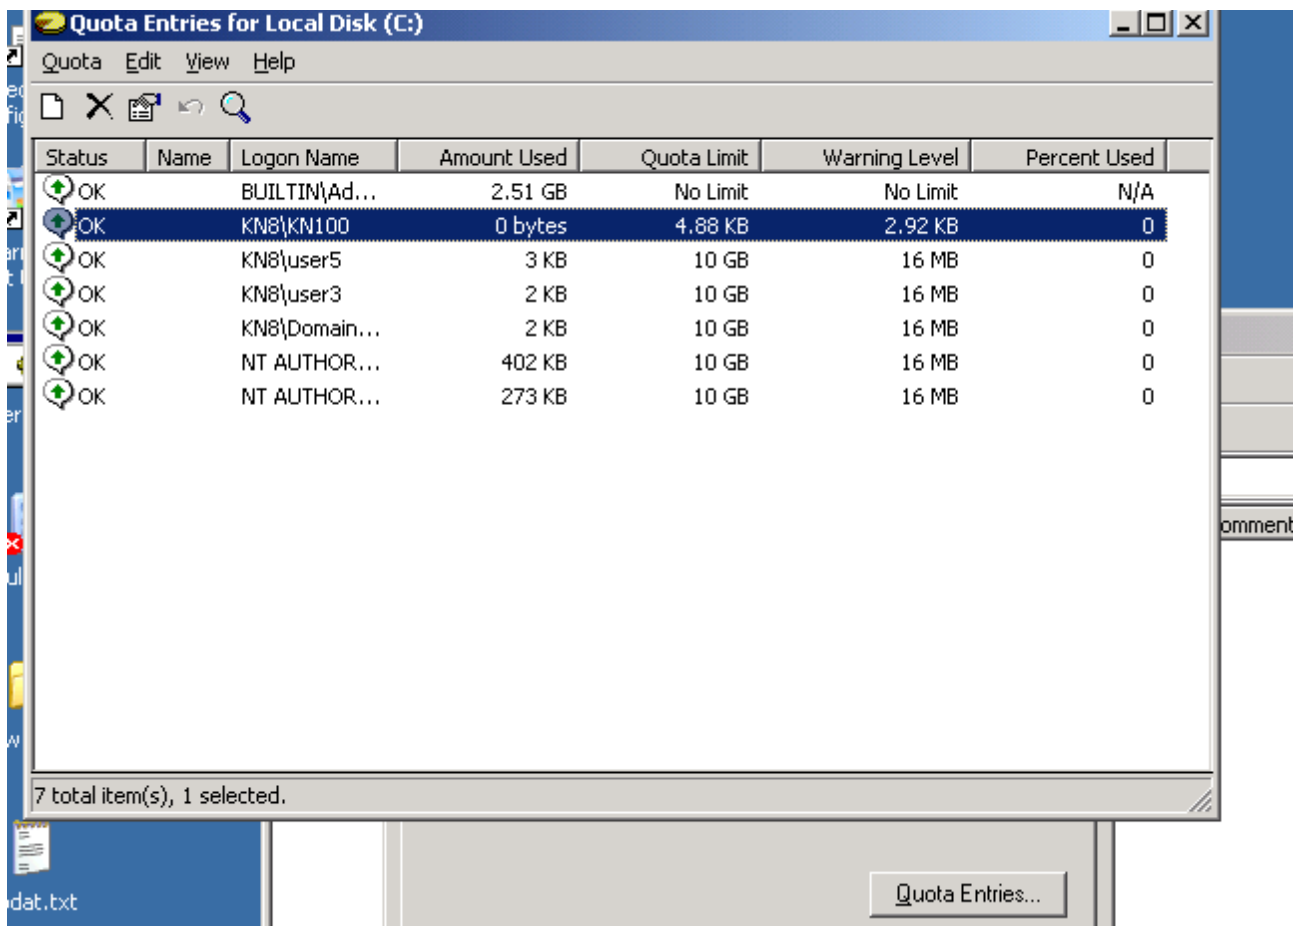 Quota Entries for Local Disk (C:)
Quota Edit View Help
Status Name Logon Name Amount Used Quota Limit Warning Level Percent Used
OK BUILTIN\Ad... 2.51 GB No Limit No Limit N/A
OK KN8\KN100 0 bytes 4.88 KB 2.92 KB 0
OK KN8\user5 3 KB 10 GB 16 MB 0
OK KN8\user3 2 KB 10 GB 16 MB 0
OK KN8\Domain... 2 KB 10 GB 16 MB 0
OK NT AUTHOR... 402 KB 10 GB 16 MB 0
OK NT AUTHOR... 273 KB 10 GB 16 MB 0
omment
7 total item(s), 1 selected.
Quota Entries...
dat.txt